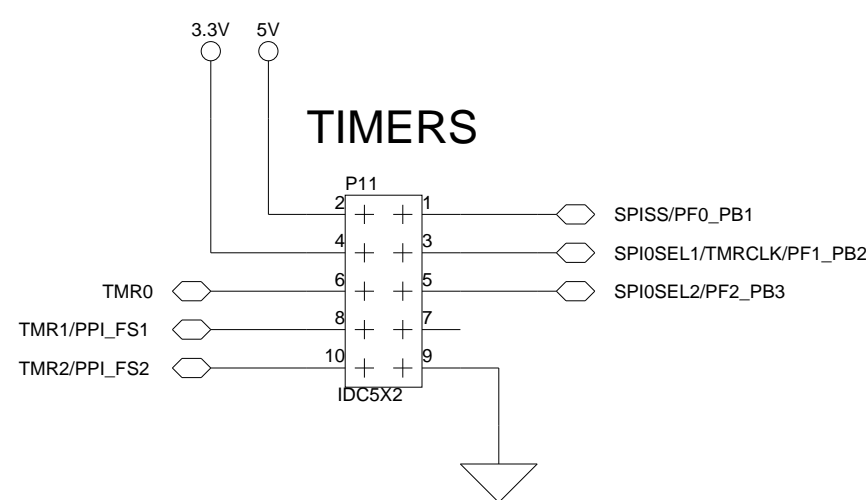 3.3V 5V
TIMERS
P11
2 1 SPISS/PF0_PB1
4 3 SPI0SEL1/TMRCLK/PF1_PB2
TMR0 6 5 SPI0SEL2/PF2_PB3
TMR1/PPI_FS1 8 7
TMR2/PPI_FS2 10 9
IDC5X2